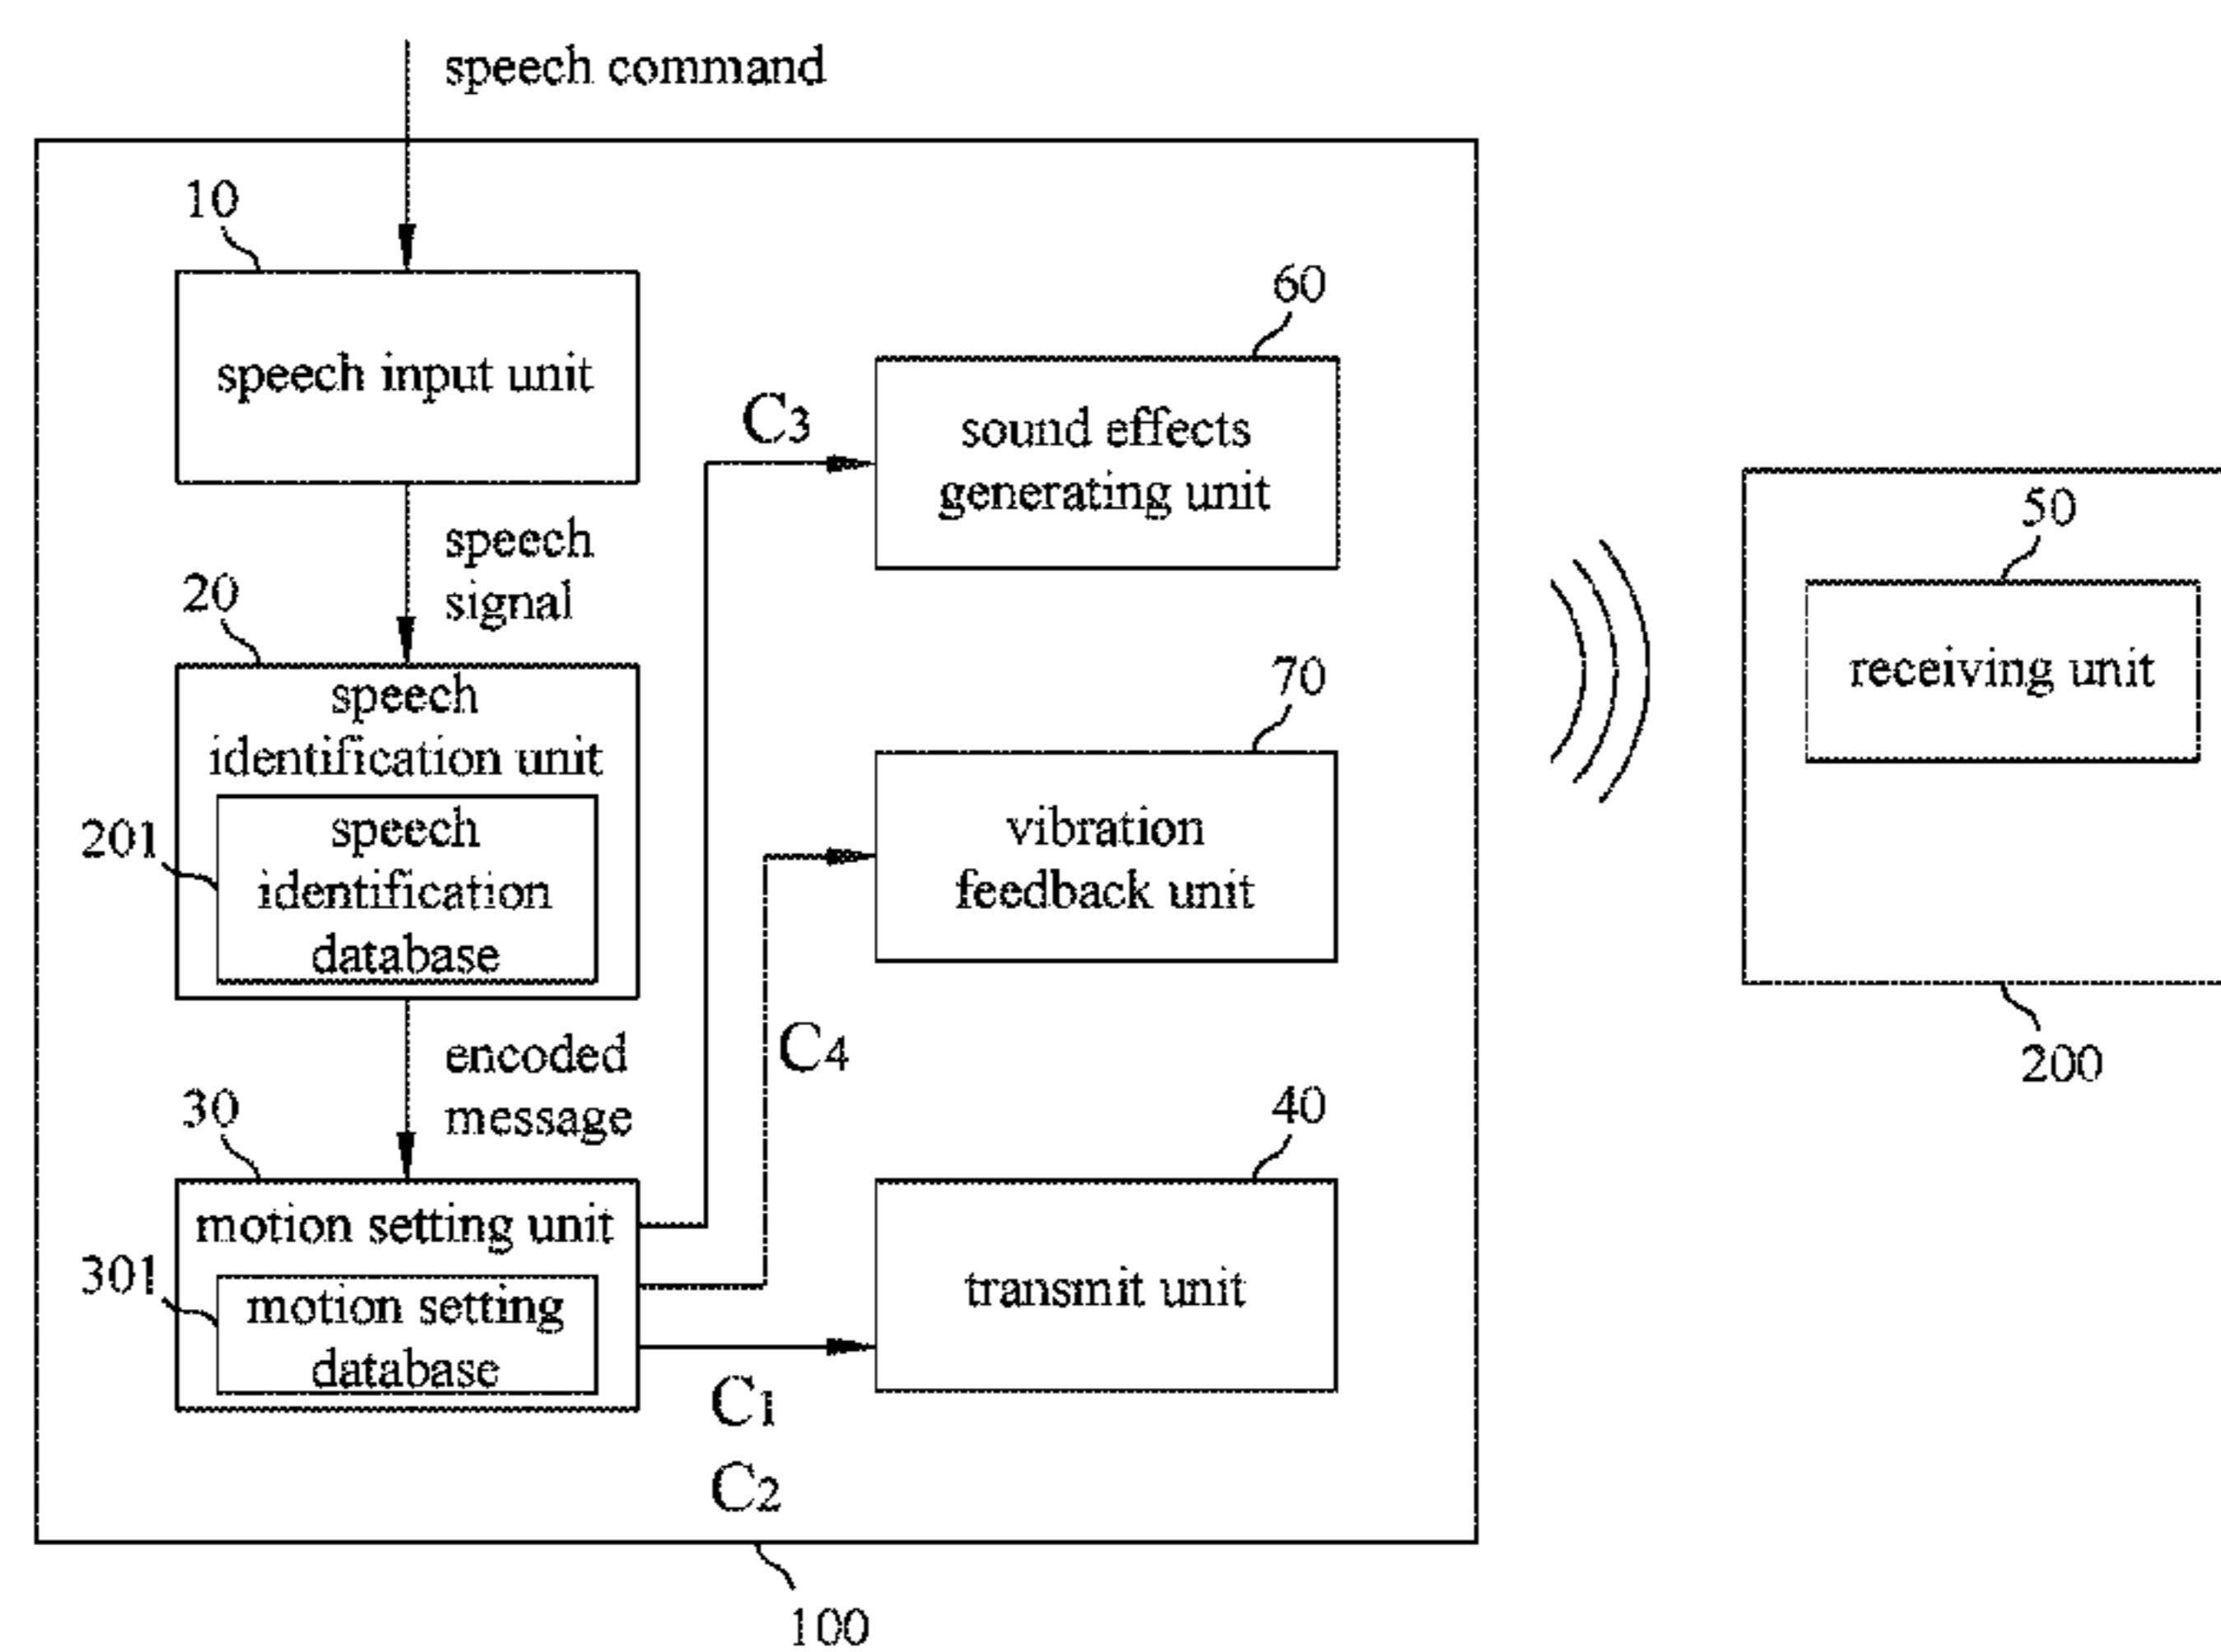 speech command
10
speech input unit
speech
signal
20
speech
identification unit
201
speech
identification
database
encoded
message
30
motion setting unit
301
motion setting
database
C3
60
sound effects
generating unit
C4
70
vibration
feedback unit
C1
C2
40
transmit unit
100
50
receiving unit
200